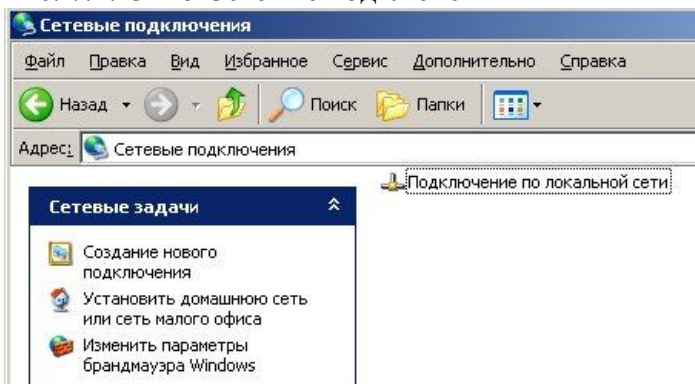 Сетевые подключения
Файл Правка Вид Избранное Сервис Дополнительно Справка
Назад Поиск Папки
Адрес: Сетевые подключения
Подключение по локальной сети
Сетевые задачи
Создание нового
подключения
Установить домашнюю сеть
или сеть малого офиса
Изменить параметры
брандмауэра Windows